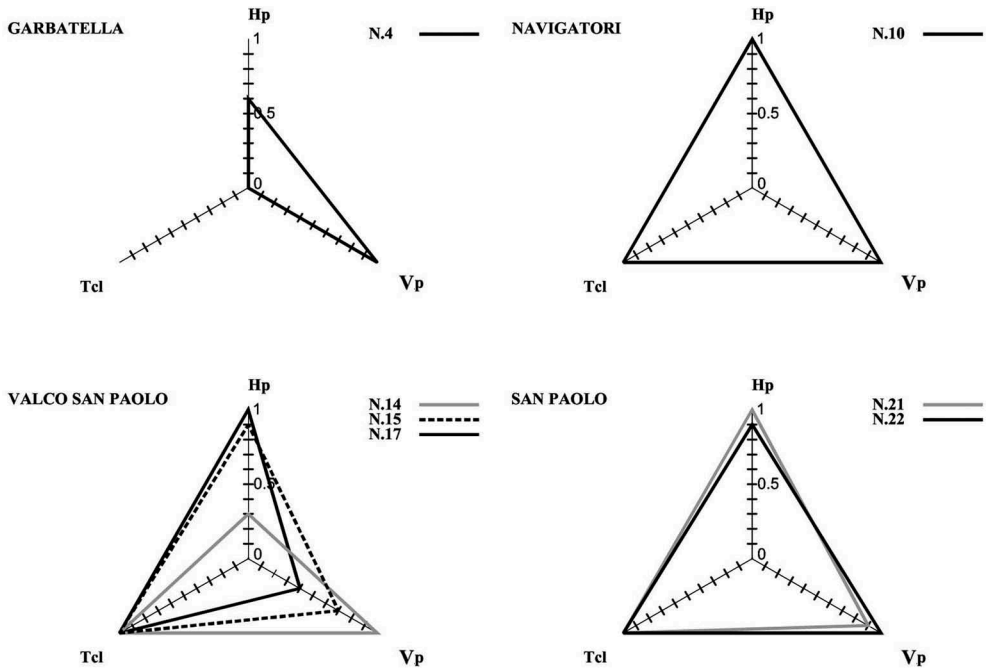 GARBATELLA
Hp
N.4
1
0.5
0
Tcl
Vp
NAVIGATORI
Hp
N.10
1
0.5
0
Tcl
Vp
VALCO SAN PAOLO
Hp
N.14
N.15
N.17
1
0.5
0
Tcl
Vp
SAN PAOLO
Hp
N.21
N.22
1
0.5
0
Tcl
Vp